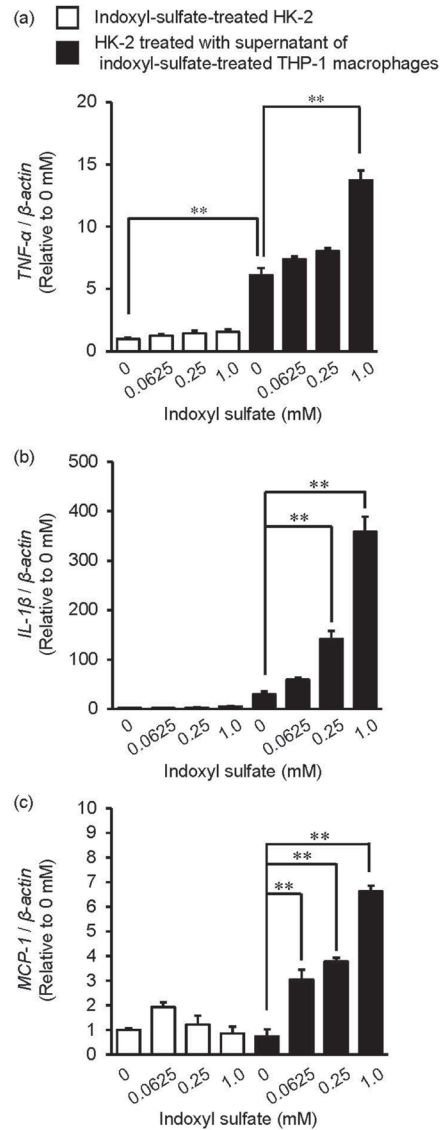 (a)
Indoxyl-sulfate-treated HK-2
HK-2 treated with supernatant of
indoxyl-sulfate-treated THP-1 macrophages
TNF-α / β-actin
(Relative to 0 mM)
20
15
10
5
0
**
**
0 0.0625 0.25 1.0 0 0.0625 0.25 1.0
Indoxyl sulfate (mM)
(b)
IL-1β / β-actin
(Relative to 0 mM)
500
400
300
200
100
0
**
**
0 0.0625 0.25 1.0 0 0.0625 0.25 1.0
Indoxyl sulfate (mM)
(c)
MCP-1 / β-actin
(Relative to 0 mM)
10
9
8
7
6
5
4
3
2
1
0
**
**
**
0 0.0625 0.25 1.0 0 0.0625 0.25 1.0
Indoxyl sulfate (mM)